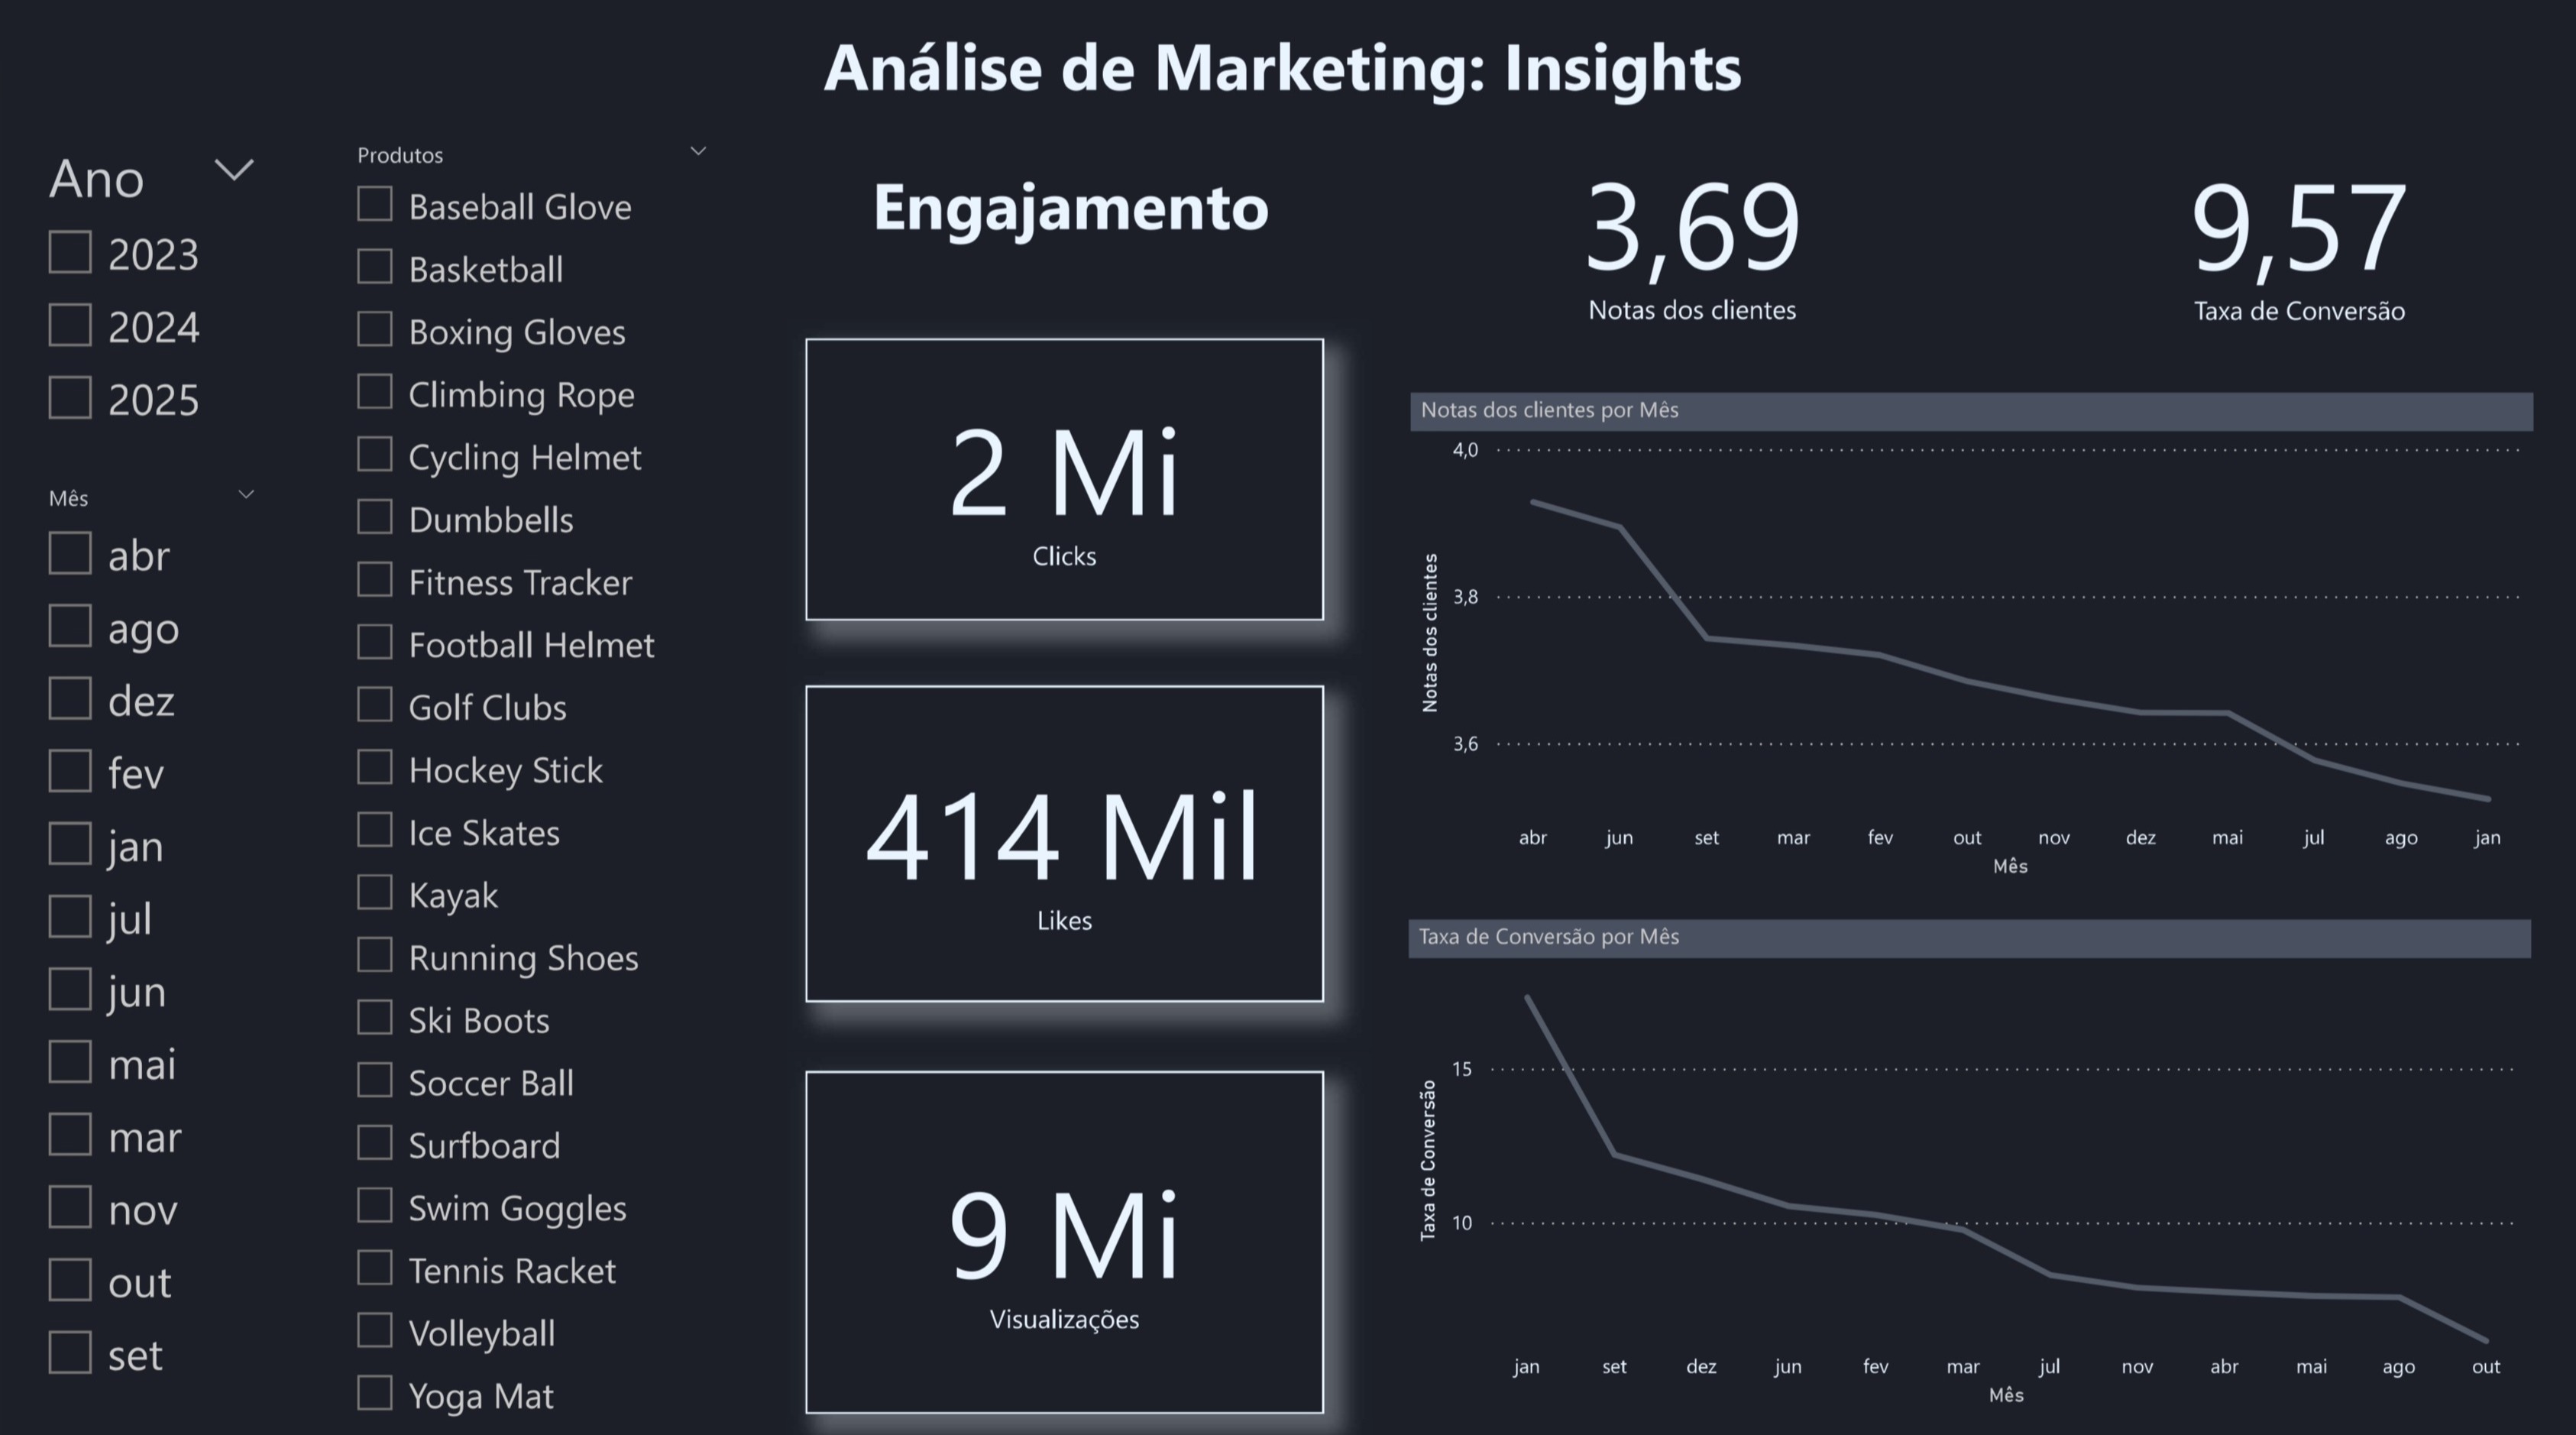 Análise de Marketing: Insights
Ano
2023
2024
2025
Mês
abr
ago
dez
fev
jan
jul
jun
mai
mar
nov
out
set
Produtos
Baseball Glove
Basketball
Boxing Gloves
Climbing Rope
Cycling Helmet
Dumbbells
Fitness Tracker
Football Helmet
Golf Clubs
Hockey Stick
Ice Skates
Kayak
Running Shoes
Ski Boots
Soccer Ball
Surfboard
Swim Goggles
Tennis Racket
Volleyball
Yoga Mat
Engajamento
2 Mi
Clicks
414 Mil
Likes
9 Mi
Visualizações
3,69
Notas dos clientes
9,57
Taxa de Conversão
Notas dos clientes por Mês
Notas dos clientes
4,0
3,8
3,6
abr jun set mar fev out nov dez mai jul ago jan
Mês
Taxa de Conversão por Mês
Taxa de Conversão
15
10
jan set dez jun fev mar jul nov abr mai ago out
Mês